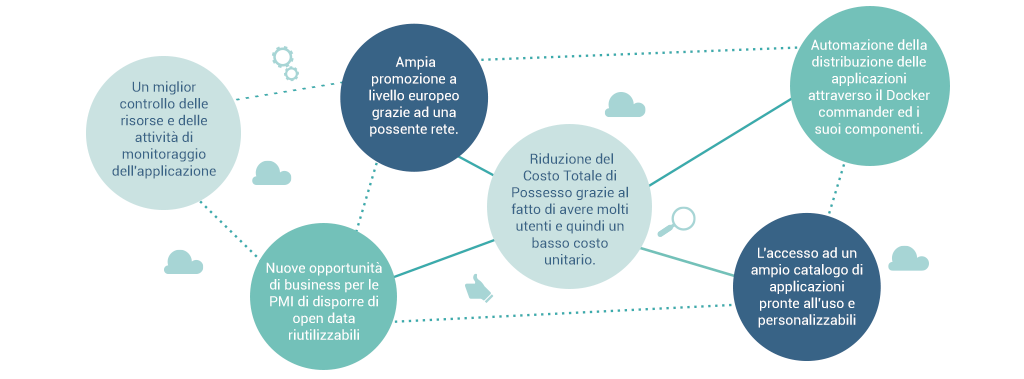 Un miglior
controllo delle
risorse e delle
attività di
monitoraggio
dell'applicazione
Ampia
promozione a
livello europeo
grazie ad una
possente rete.
Automazione della
distribuzione delle
applicazioni
attraverso il Docker
commander ed i
suoi componenti.
Riduzione del
Costo Totale di
Possesso grazie al
fatto di avere molti
utenti e quindi un
basso costo
unitario.
Nuove opportunità
di business per le
PMI di disporre di
open data
riutilizzabili
L'accesso ad un
ampio catalogo di
applicazioni
pronte all'uso e
personalizzabili